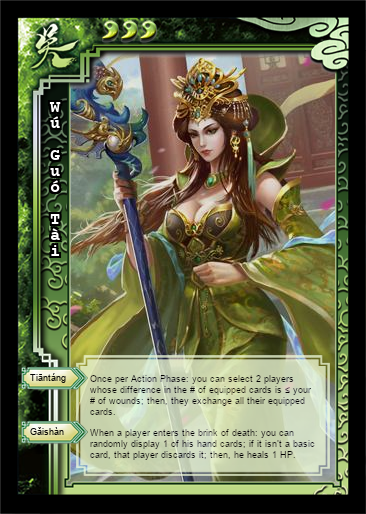 吳
Wú Guó Tài
Tiāntáng
Once per Action Phase: you can select 2 players
whose difference in the # of equipped cards is ≤ your
# of wounds; then, they exchange all their equipped
cards.
Gǎishàn
When a player enters the brink of death: you can
randomly display 1 of his hand cards; if it isn't a basic
card, that player discards it; then, he heals 1 HP.